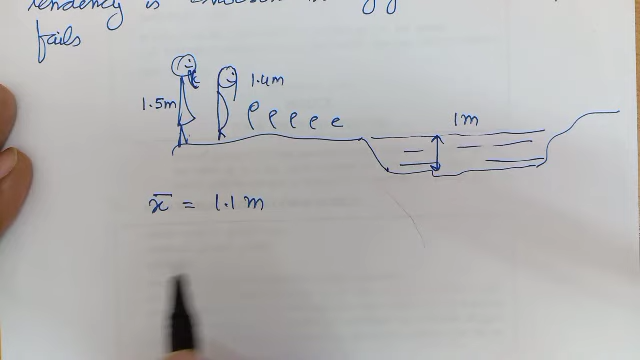 tendency is
fails
1.5m
1.4m
1m
x̄ = 1.1 m